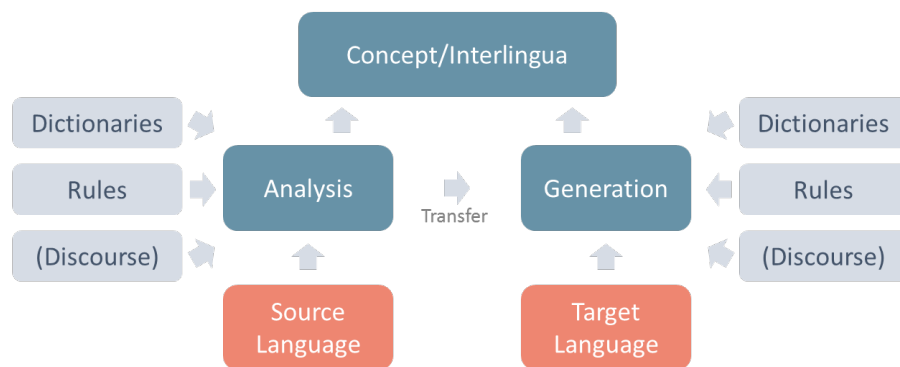 Concept/Interlingua
Dictionaries
Dictionaries
Analysis
Generation
Rules
Rules
Transfer
(Discourse)
(Discourse)
Source
Language
Target
Language